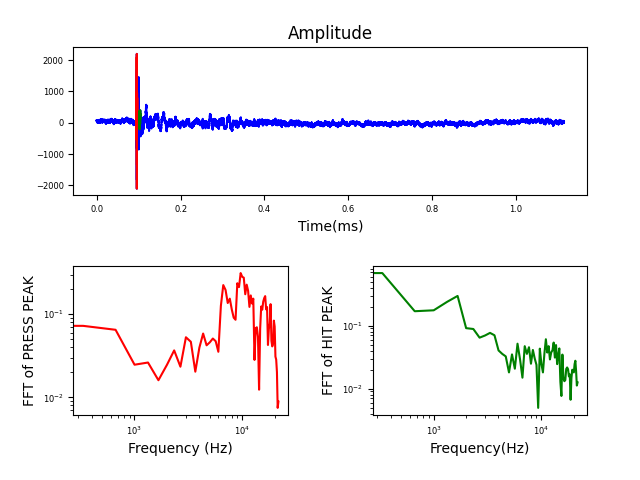 Amplitude
2000
1000
0
−1000
−2000
0.0 0.2 0.4 0.6 0.8 1.0
Time(ms)
FFT of PRESS PEAK
10⁻¹
10⁻²
10³ 10⁴
Frequency (Hz)
FFT of HIT PEAK
10⁻¹
10⁻²
10³ 10⁴
Frequency(Hz)